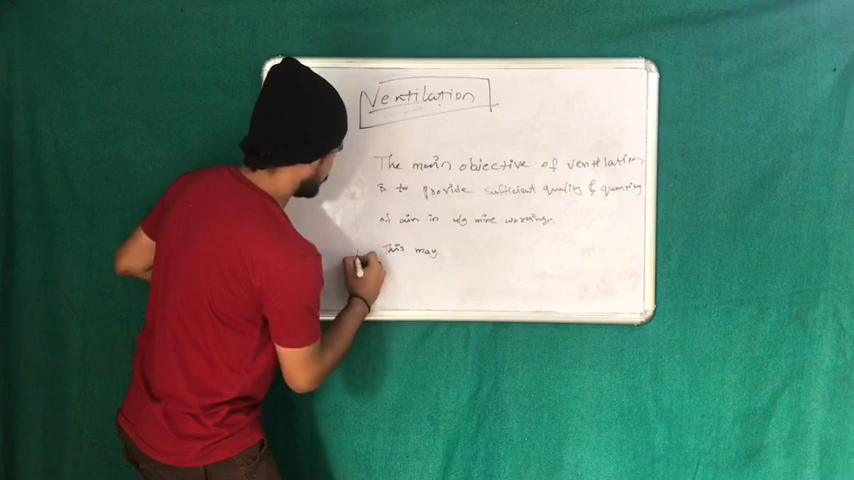 Ventilation
The main objective of ventilation
is to provide sufficient quality & quantity
of air in u/g mine workings.
This may